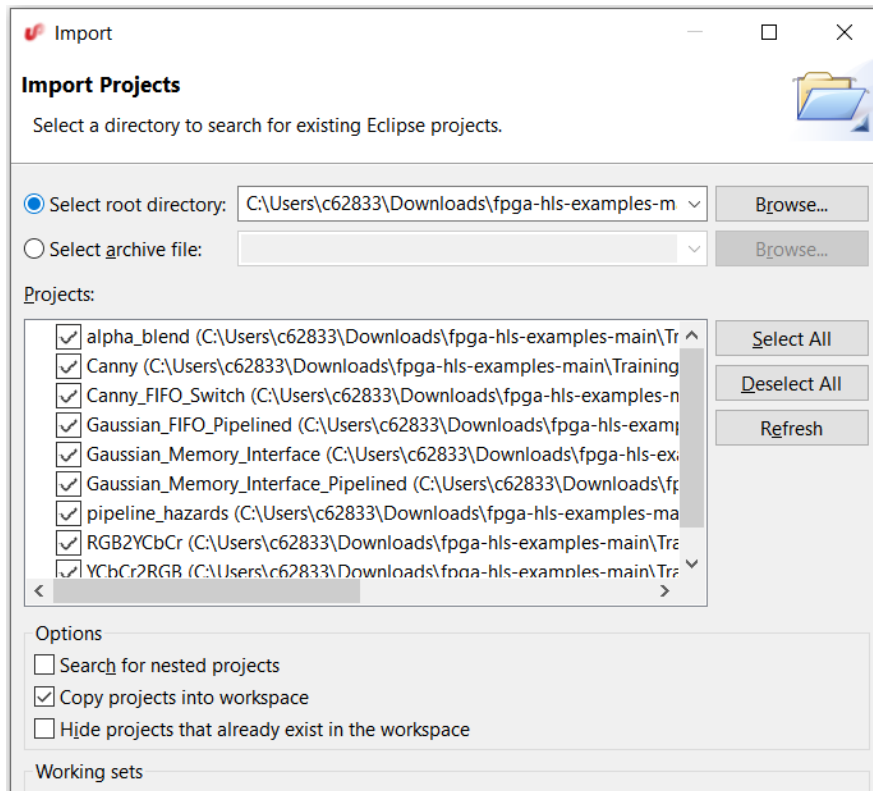 Import
Import Projects
Select a directory to search for existing Eclipse projects.
Select root directory: C:\Users\c62833\Downloads\fpga-hls-examples-m Browse...
Select archive file: Browse...
Projects:
alpha_blend (C:\Users\c62833\Downloads\fpga-hls-examples-main\Tr
Canny (C:\Users\c62833\Downloads\fpga-hls-examples-main\Training
Canny_FIFO_Switch (C:\Users\c62833\Downloads\fpga-hls-examples-n
Gaussian_FIFO_Pipelined (C:\Users\c62833\Downloads\fpga-hls-examp
Gaussian_Memory_Interface (C:\Users\c62833\Downloads\fpga-hls-exa
Gaussian_Memory_Interface_Pipelined (C:\Users\c62833\Downloads\fp
pipeline_hazards (C:\Users\c62833\Downloads\fpga-hls-examples-ma
RGB2YCbCr (C:\Users\c62833\Downloads\fpga-hls-examples-main\Tra
YCbCr2RGB (C:\Users\c62833\Downloads\fpga-hls-examples-main\Tra
Select All
Deselect All
Refresh
Options
Search for nested projects
Copy projects into workspace
Hide projects that already exist in the workspace
Working sets